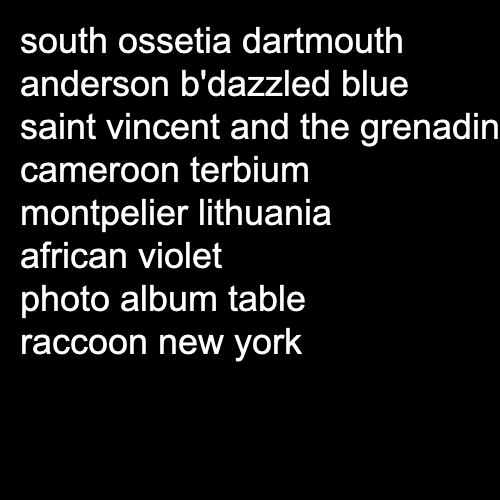 south ossetia dartmouth
anderson b'dazzled blue
saint vincent and the grenadin
cameroon terbium
montpelier lithuania
african violet
photo album table
raccoon new york